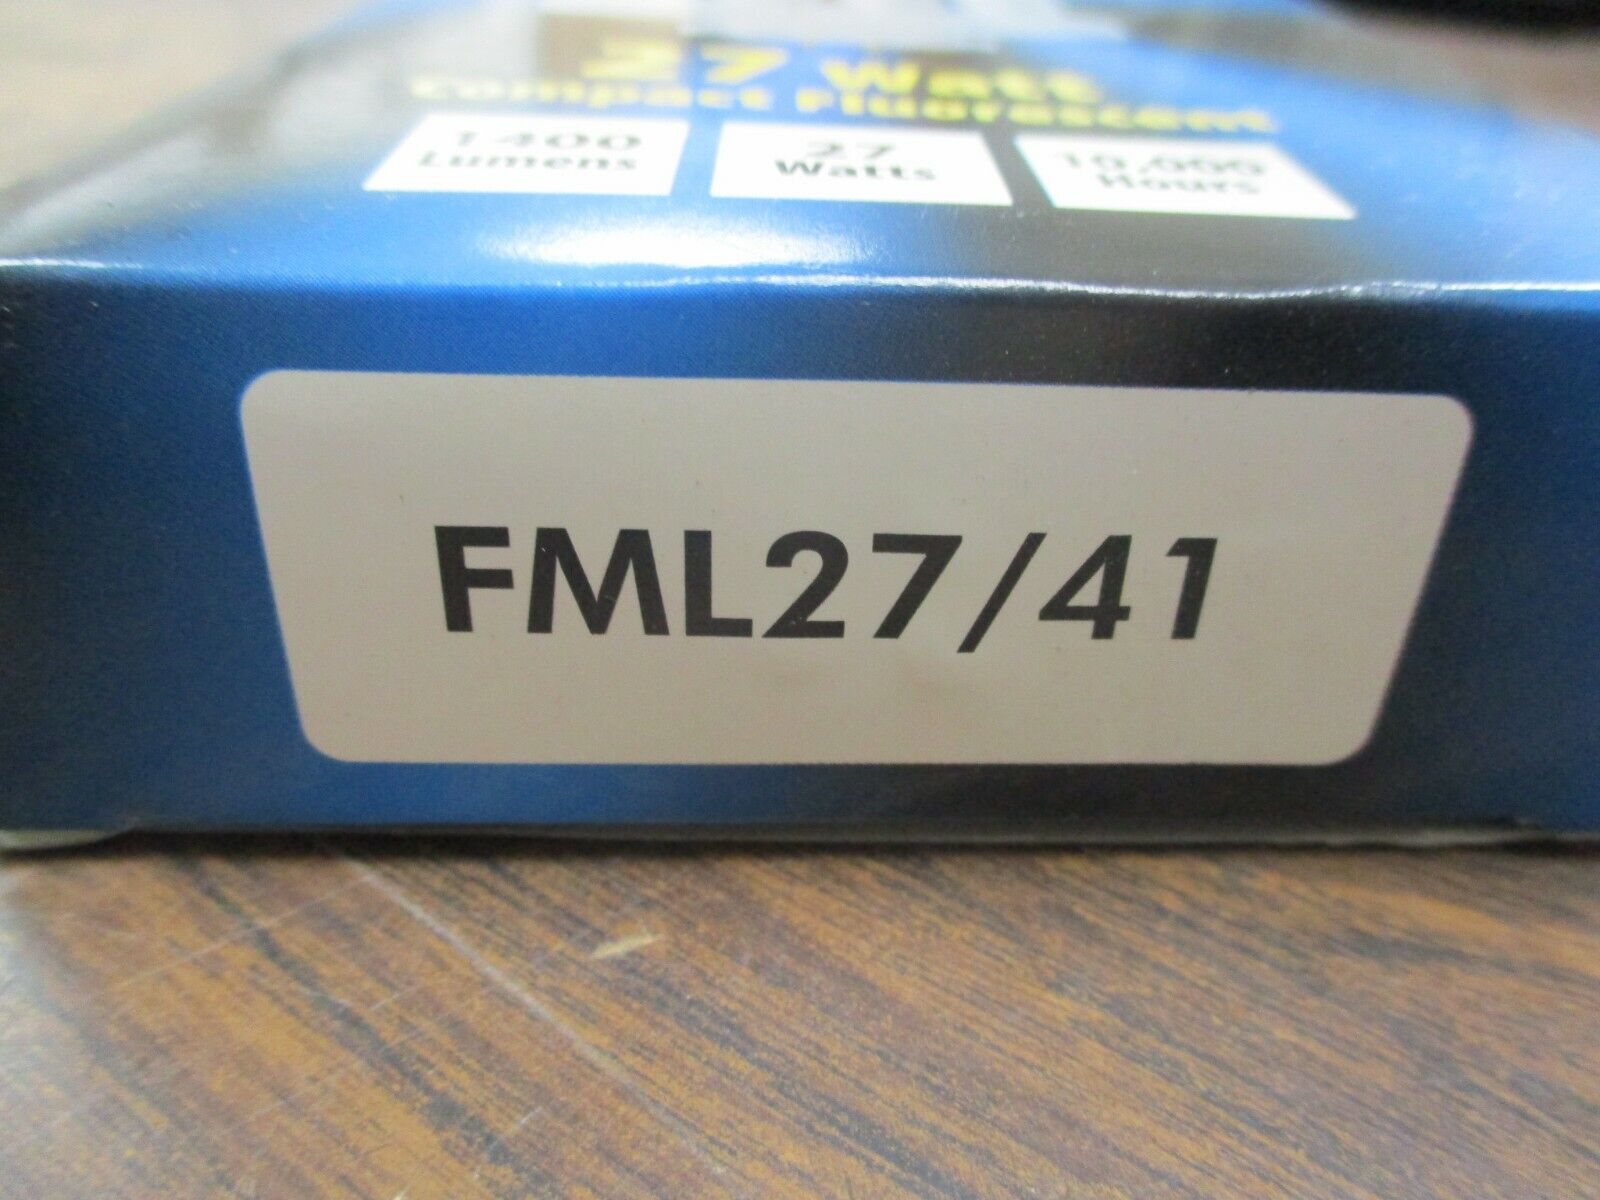 27 Watt
Compact Fluorescent
1400
Lumens
27
Watts
10,000
Hours
FML27/41